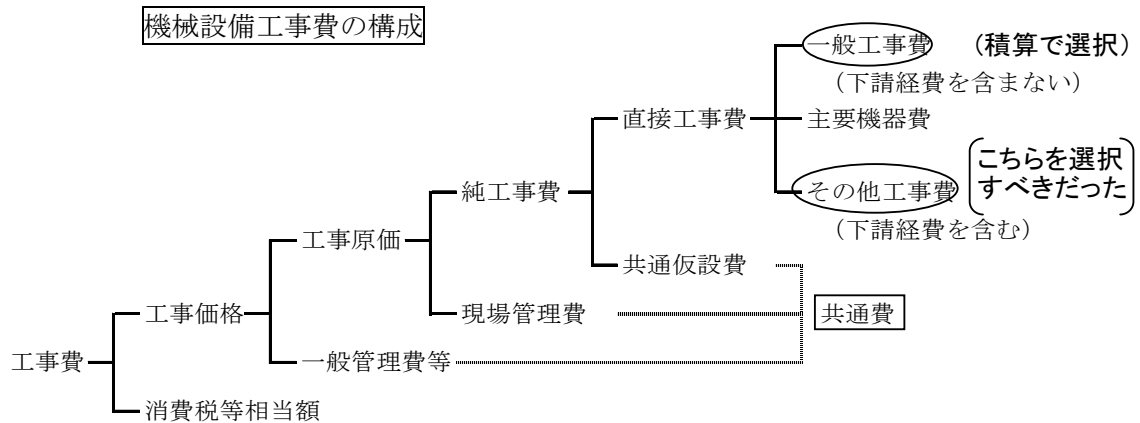 機械設備工事費の構成
一般工事費 (積算で選択)
(下請経費を含まない)
直接工事費
主要機器費
こちらを選択
すべきだった
純工事費
その他工事費
(下請経費を含む)
工事原価
共通仮設費
工事価格
現場管理費
共通費
工事費
一般管理費等
消費税等相当額